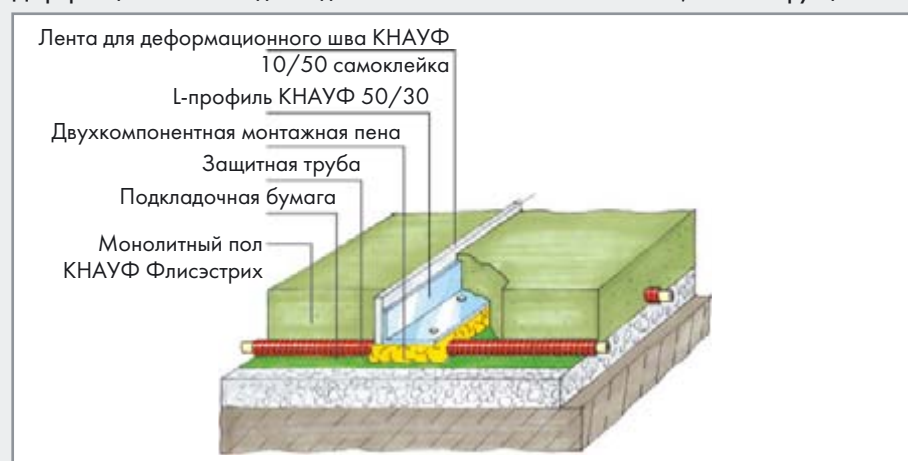 Лента для деформационного шва КНАУФ
10/50 самоклейка
L-профиль КНАУФ 50/30
Двухкомпонентная монтажная пена
Защитная труба
Подкладочная бумага
Монолитный пол
КНАУФ Флисэстрих